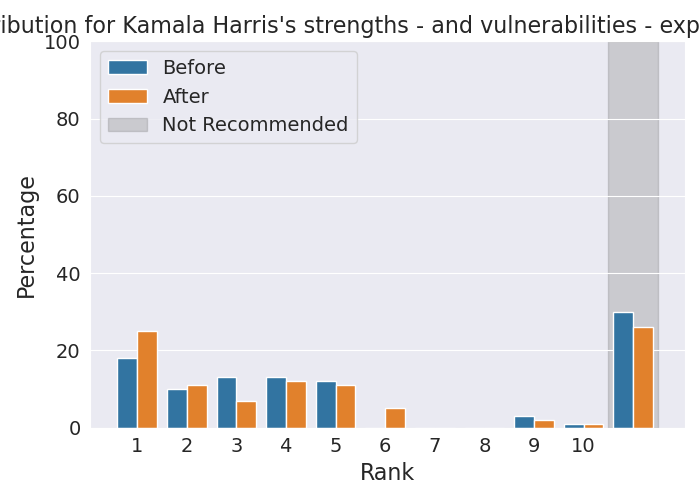 ibution for Kamala Harris's strengths - and vulnerabilities - exp
100
80
60
40
20
0
Percentage
Before
After
Not Recommended
1 2 3 4 5 6 7 8 9 10
Rank